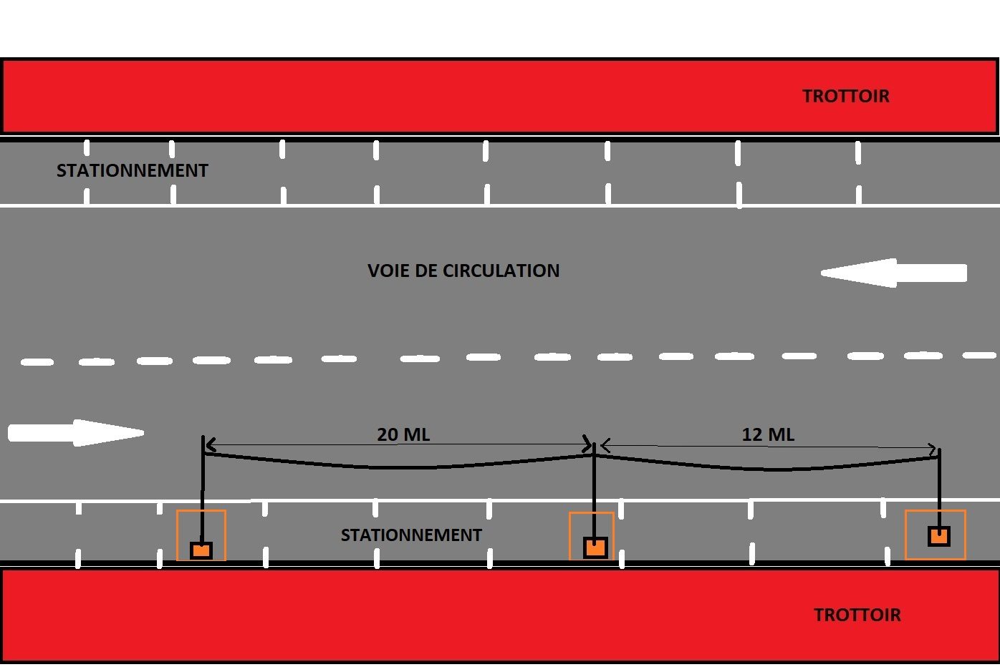 TROTTOIR
STATIONNEMENT
VOIE DE CIRCULATION
20 ML
12 ML
STATIONNEMENT
TROTTOIR